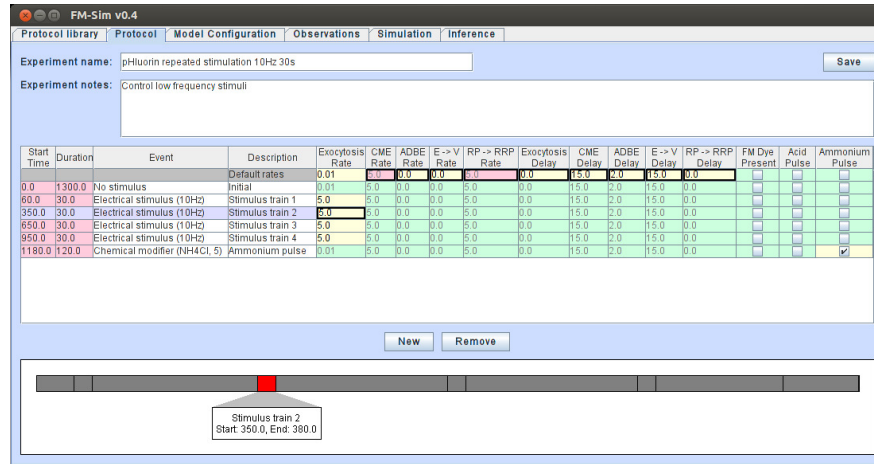 FM-Sim v0.4
Protocol library Protocol Model Configuration Observations Simulation Inference
Experiment name: pHluorin repeated stimulation 10Hz 30s Save
Experiment notes: Control low frequency stimuli
Start Time Duration Event Description Exocytosis Rate CME Rate ADBE Rate E -> V Rate RP -> RRP Rate Exocytosis Delay CME Delay ADBE Delay E -> V Delay RP -> RRP Delay FM Dye Present Acid Pulse Ammonium Pulse
Default rates 0.01 5.0 0.0 0.0 5.0 0.0 15.0 2.0 15.0 0.0
0.0 1300.0 No stimulus Initial 0.01 5.0 0.0 0.0 5.0 0.0 15.0 2.0 15.0 0.0
60.0 30.0 Electrical stimulus (10Hz) Stimulus train 1 5.0 5.0 0.0 0.0 5.0 0.0 15.0 2.0 15.0 0.0
350.0 30.0 Electrical stimulus (10Hz) Stimulus train 2 5.0 5.0 0.0 0.0 5.0 0.0 15.0 2.0 15.0 0.0
650.0 30.0 Electrical stimulus (10Hz) Stimulus train 3 5.0 5.0 0.0 0.0 5.0 0.0 15.0 2.0 15.0 0.0
950.0 30.0 Electrical stimulus (10Hz) Stimulus train 4 5.0 5.0 0.0 0.0 5.0 0.0 15.0 2.0 15.0 0.0
1180.0 120.0 Chemical modifier (NH4Cl, 5) Ammonium pulse 0.01 5.0 0.0 0.0 5.0 0.0 15.0 2.0 15.0 0.0
New Remove
Stimulus train 2
Start: 350.0, End: 380.0